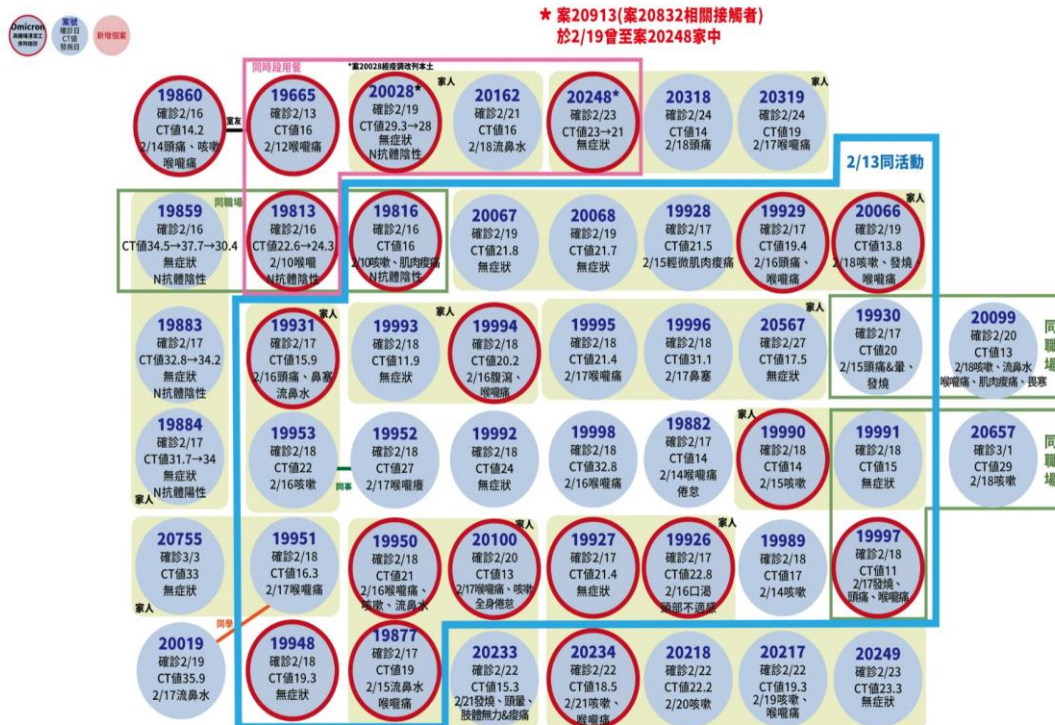 Omicron
與職場清潔工
序列相符
案號
確診日
CT值
發病日
新增個案
★ 案20913(案20832相關接觸者)
於2/19曾至案20248家中
同時段用餐
*案20028經疫調改列本土
家人
19860
確診2/16
CT值14.2
2/14頭痛、咳嗽
喉嚨痛
室友
19665
確診2/13
CT值16
2/12喉嚨痛
20028*
確診2/19
CT值29.3→28
無症狀
N抗體陰性
20162
確診2/21
CT值16
2/18流鼻水
20248*
確診2/23
CT值23→21
無症狀
20318
確診2/24
CT值14
2/18頭痛
20319
確診2/24
CT值19
2/17喉嚨痛
2/13同活動
同職場
19859
確診2/16
CT值34.5→37.7→30.4
無症狀
N抗體陰性
19813
確診2/16
CT值22.6→24.3
2/10喉嚨
N抗體陰性
19816
確診2/16
CT值16
2/10咳嗽、肌肉痠痛
N抗體陰性
20067
確診2/19
CT值21.8
無症狀
20068
確診2/19
CT值21.7
無症狀
19928
確診2/17
CT值21.5
2/15輕微肌肉痠痛
19929
確診2/17
CT值19.4
2/16頭痛、
喉嚨痛
家人
20066
確診2/19
CT值13.8
2/18咳嗽、發燒、
喉嚨痛
19883
確診2/17
CT值32.8→34.2
無症狀
N抗體陰性
家人
19931
確診2/17
CT值15.9
2/16頭痛、鼻塞
流鼻水
19993
確診2/18
CT值11.9
無症狀
家人
19994
確診2/18
CT值20.2
2/16腹瀉、
喉嚨痛
19995
確診2/18
CT值21.4
2/17喉嚨痛
19996
確診2/18
CT值31.1
2/17鼻塞
家人
20567
確診2/27
CT值17.5
無症狀
19930
確診2/17
CT值20
2/15頭痛&暈、
發燒
20099
確診2/20
CT值13
2/18咳嗽、流鼻水
喉嚨痛、肌肉痠痛、畏寒
同職場
19884
確診2/17
CT值31.7→34
無症狀
N抗體陽性
家人
19953
確診2/18
CT值22
2/16咳嗽
同事
19952
確診2/18
CT值27
2/17喉嚨癢
19992
確診2/18
CT值24
無症狀
19998
確診2/18
CT值32.8
2/16喉嚨痛
19882
確診2/17
CT值14
2/14喉嚨痛
倦怠
家人
19990
確診2/18
CT值14
2/15咳嗽
19991
確診2/18
CT值15
無症狀
20657
確診3/1
CT值29
2/18咳嗽
同職場
20755
確診3/3
CT值33
無症狀
家人
19951
確診2/18
CT值16.3
2/17喉嚨痛
19950
確診2/18
CT值21
2/16喉嚨痛、
咳嗽、流鼻水
家人
20100
確診2/20
CT值13
2/17喉嚨痛、咳嗽
全身倦怠
19927
確診2/17
CT值21.4
無症狀
家人
19926
確診2/17
CT值22.8
2/16口渴
頭部不適感
19989
確診2/18
CT值17
2/14咳嗽
19997
確診2/18
CT值11
2/17發燒、
頭痛、喉嚨痛
同學
20019
確診2/19
CT值35.9
2/17流鼻水
19948
確診2/18
CT值19.3
無症狀
19877
確診2/17
CT值19
2/15流鼻水
喉嚨痛
20233
確診2/22
CT值15.3
2/21發燒、頭暈、
肢體無力&痠痛
20234
確診2/22
CT值18.5
2/21咳嗽、
喉嚨痛
20218
確診2/22
CT值22.2
2/20咳嗽
20217
確診2/22
CT值19.3
2/19咳嗽、
喉嚨痛
20249
確診2/23
CT值23.3
無症狀